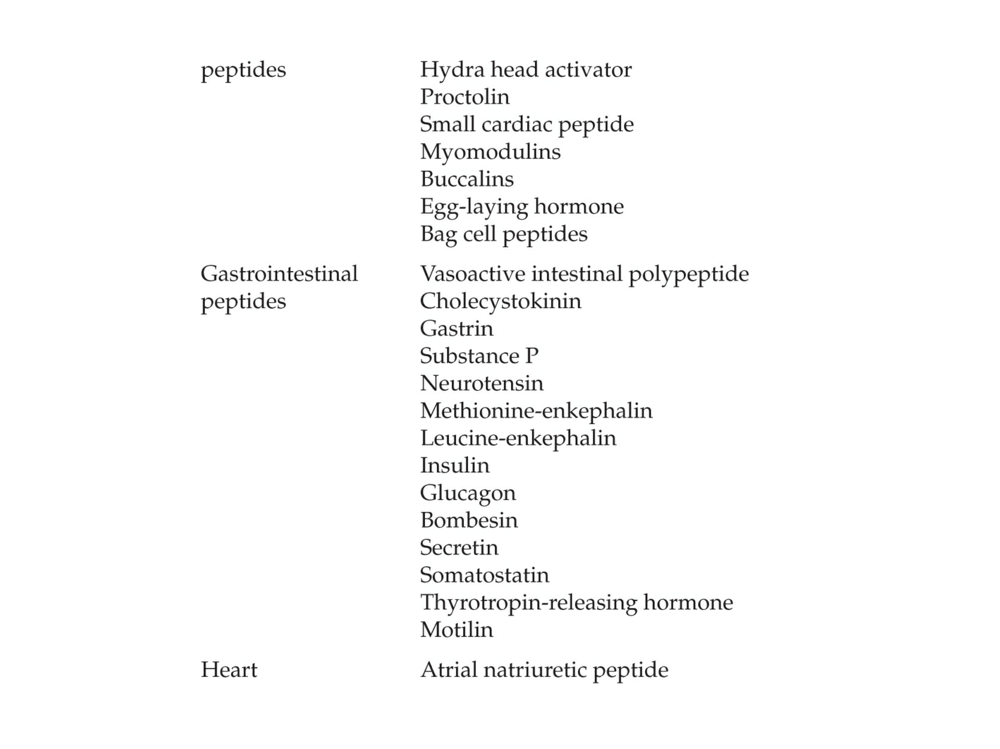 peptides Hydra head activator
Proctolin
Small cardiac peptide
Myomodulins
Buccalins
Egg-laying hormone
Bag cell peptides
Gastrointestinal Vasoactive intestinal polypeptide
peptides Cholecystokinin
Gastrin
Substance P
Neurotensin
Methionine-enkephalin
Leucine-enkephalin
Insulin
Glucagon
Bombesin
Secretin
Somatostatin
Thyrotropin-releasing hormone
Motilin
Heart Atrial natriuretic peptide